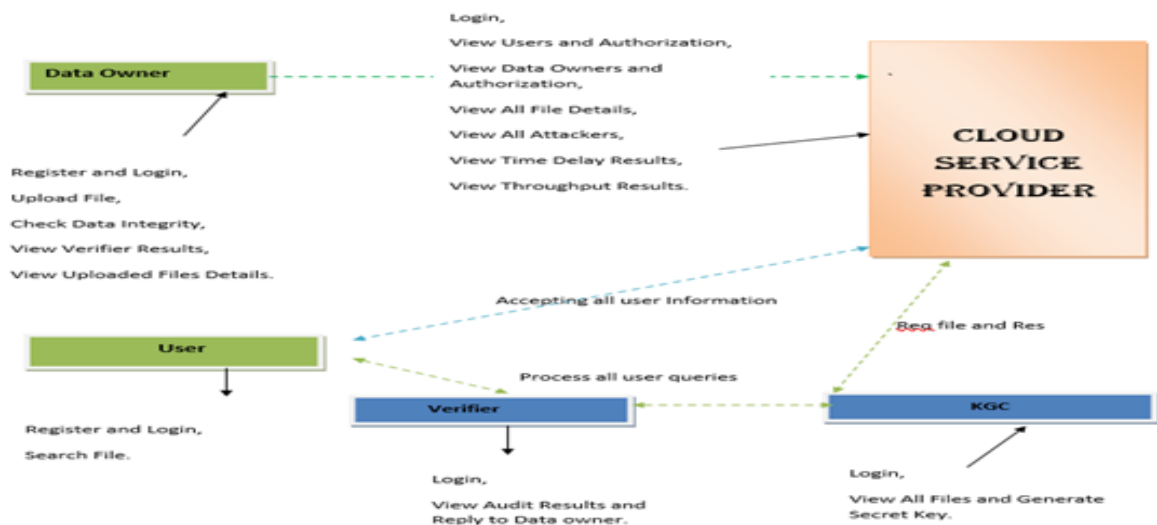 Login,
View Users and Authorization,
View Data Owners and
Authorization,
View All File Details,
View All Attackers,
View Time Delay Results,
View Throughput Results.
Data Owner
CLOUD
SERVICE
PROVIDER
Register and Login,
Upload File,
Check Data Integrity,
View Verifier Results,
View Uploaded Files Details.
Accepting all user Information
Req file and Res
User
Process all user queries
Verifier
KGC
Register and Login,
Search File.
Login,
View Audit Results and
Reply to Data owner.
Login,
View All Files and Generate
Secret Key.